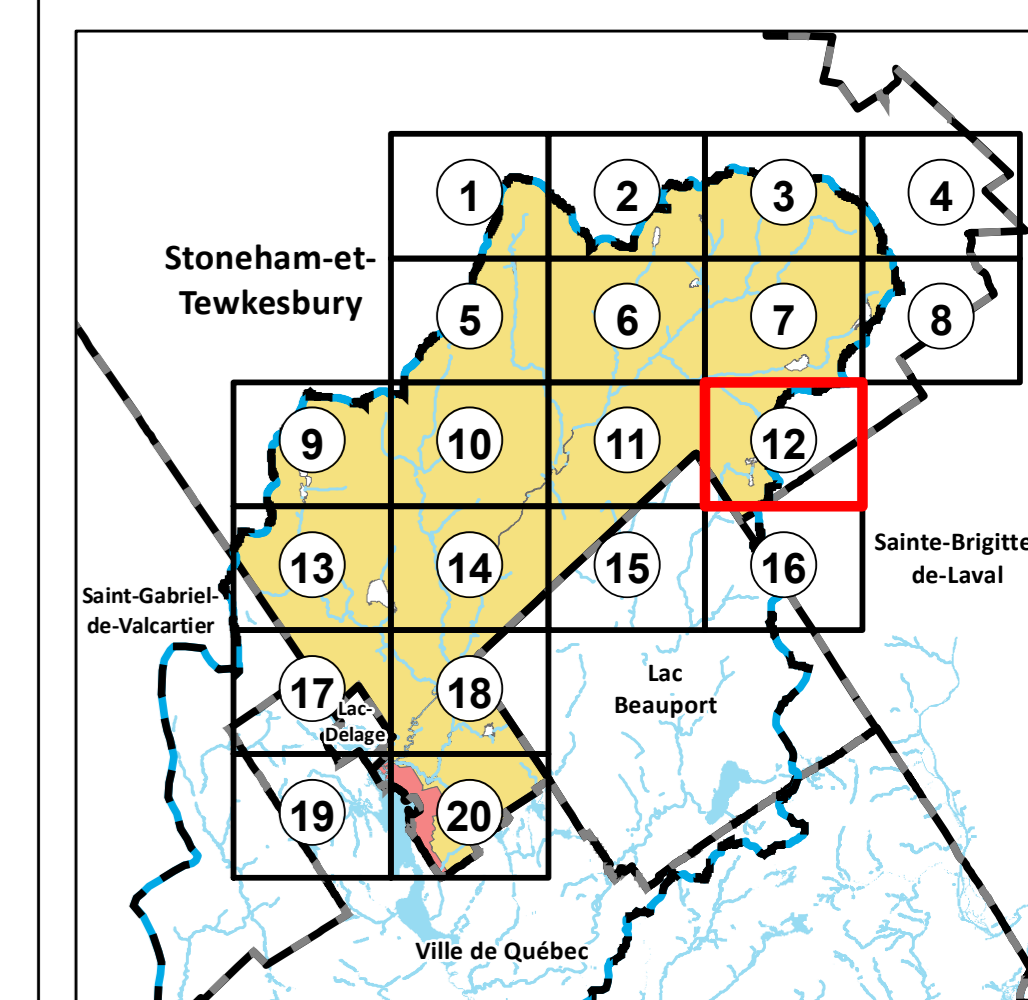 1
2
3
4
Stoneham-et-
Tewkesbury
5
6
7
8
9
10
11
12
13
14
15
16
Sainte-Brigitte
de-Laval
Saint-Gabriel-
de-Valcartier
17
18
Lac-
Delage
Lac
Beauport
19
20
Ville de Québec